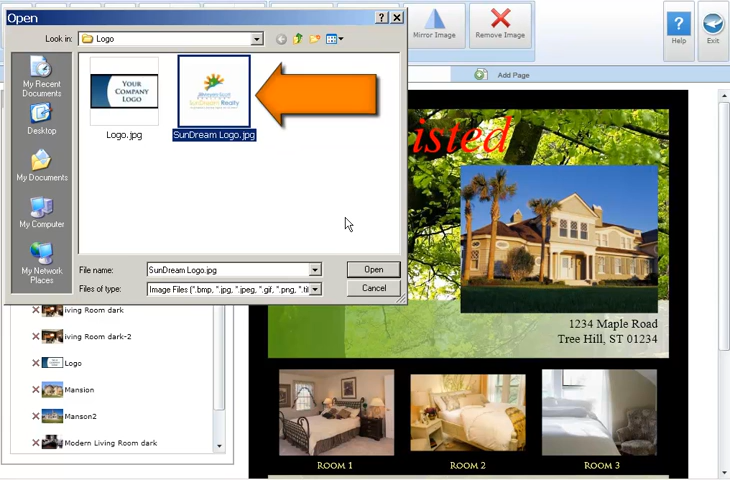 Open
Look in:
Logo
My Recent
Documents
Desktop
My Documents
My Computer
My Network
Places
YOUR
COMPANY
LOGO
Logo.jpg
SunDream Realty
SunDream Logo.jpg
File name:
SunDream Logo.jpg
Open
Files of type:
Image Files (*.bmp, *.jpg, *.jpeg, *.gif, *.png, *.ti
Cancel
Mirror Image
Remove Image
Help
Exit
Add Page
isted
1234 Maple Road
Tree Hill, ST 01234
iving Room dark
iving Room dark-2
Logo
Mansion
Manson2
Modern Living Room dark
Room 1
Room 2
Room 3